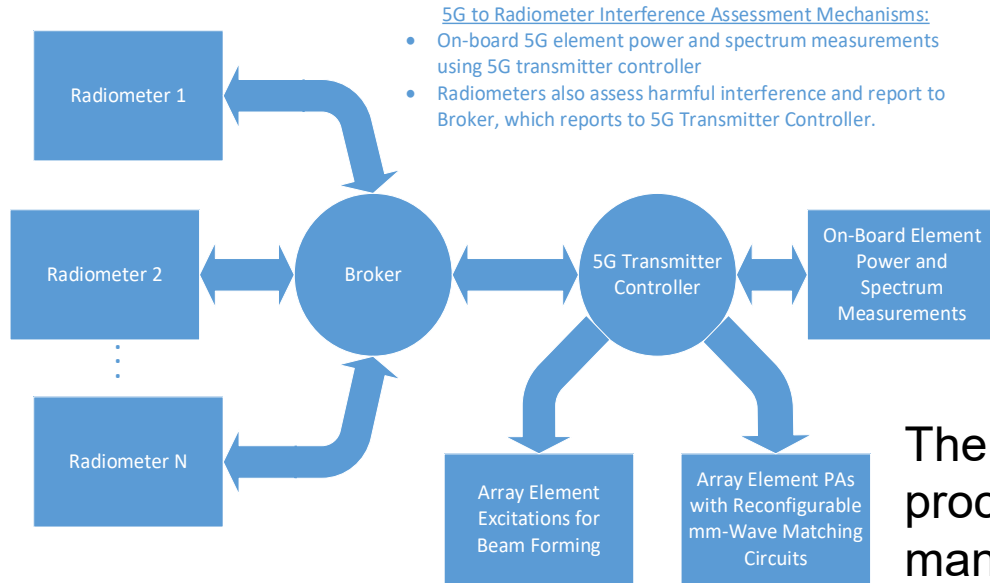 5G to Radiometer Interference Assessment Mechanisms:
• On-board 5G element power and spectrum measurements
using 5G transmitter controller
• Radiometers also assess harmful interference and report to
Broker, which reports to 5G Transmitter Controller.
Radiometer 1
Radiometer 2
Broker
5G Transmitter
Controller
On-Board Element
Power and
Spectrum
Measurements
Radiometer N
Array Element
Excitations for
Beam Forming
Array Element PAs
with Reconfigurable
mm-Wave Matching
Circuits
The